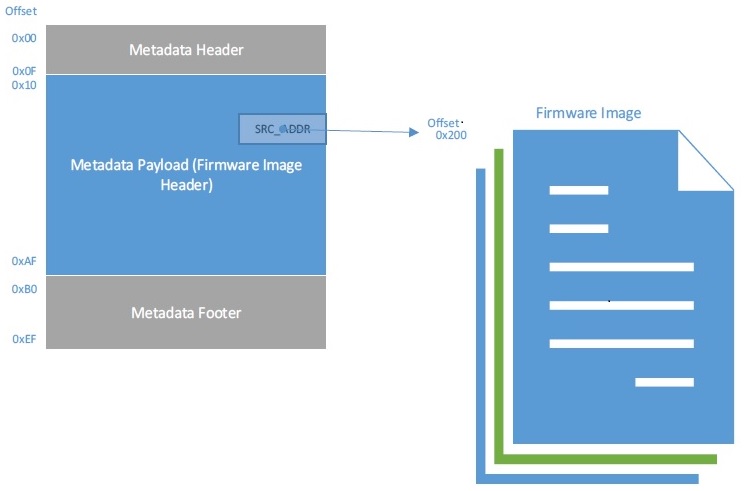 Offset
0x00
Metadata Header
0x0F
0x10
SRC_ADDR
Offset
0x200
Firmware Image
Metadata Payload (Firmware Image
Header)
0xAF
0xB0
Metadata Footer
0xEF